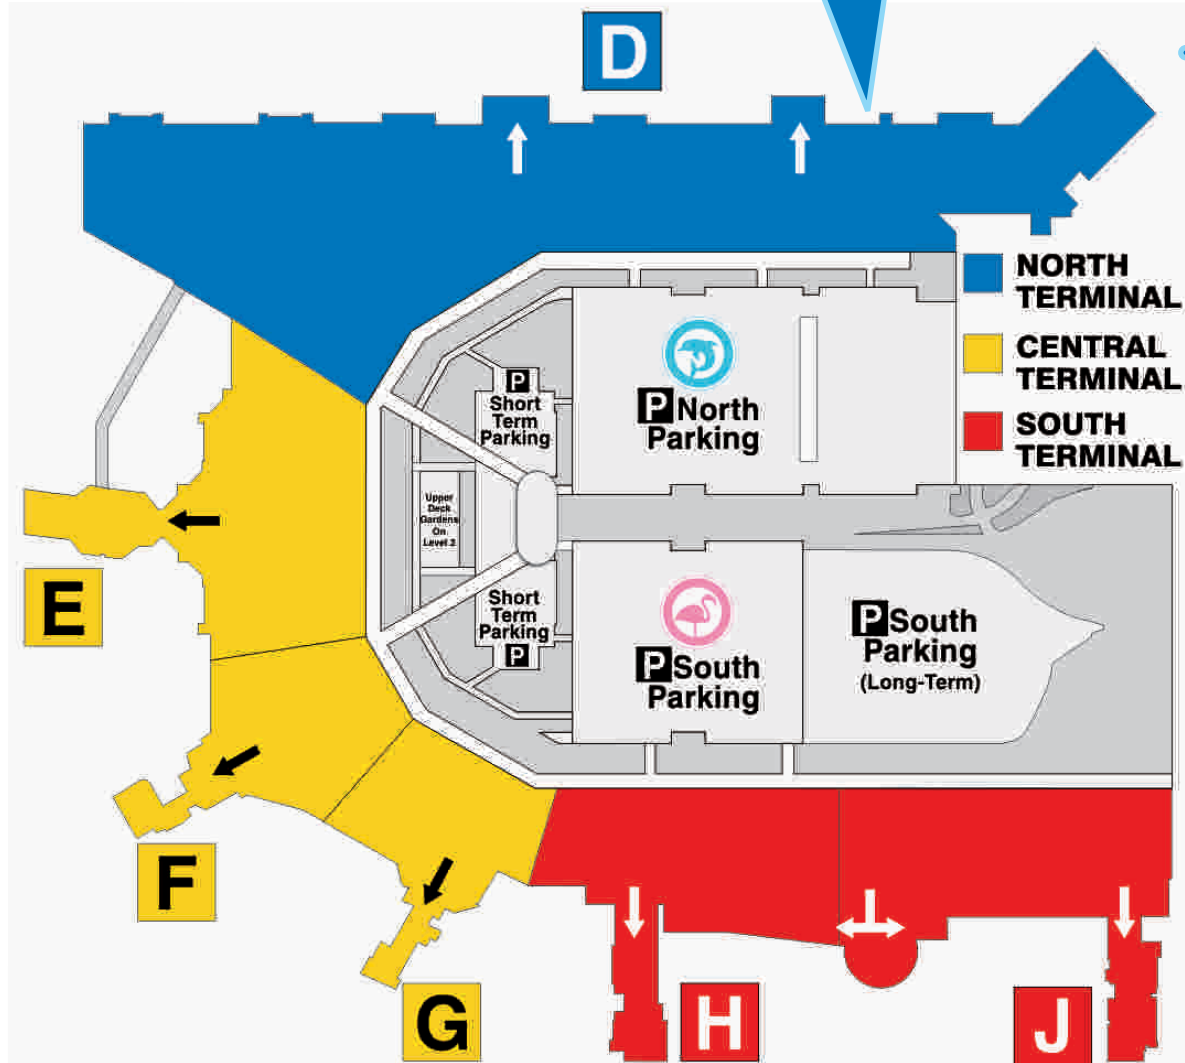 D
NORTH
TERMINAL
CENTRAL
TERMINAL
SOUTH
TERMINAL
P
Short
Term
Parking
P North
Parking
Upper
Deck
Gardens
On
Level 2
Short
Term
Parking
P
P South
Parking
P South
Parking
(Long-Term)
E
F
G
H
J